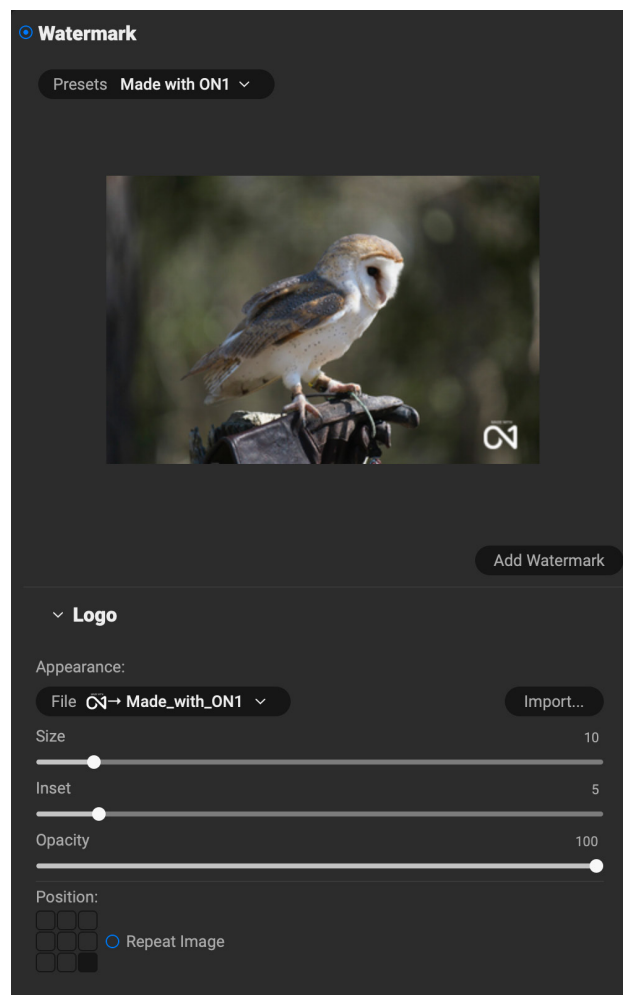 Watermark
Presets Made with ON1
Add Watermark
Logo
Appearance:
File → Made_with_ON1
Import...
Size 10
Inset 5
Opacity 100
Position:
Repeat Image